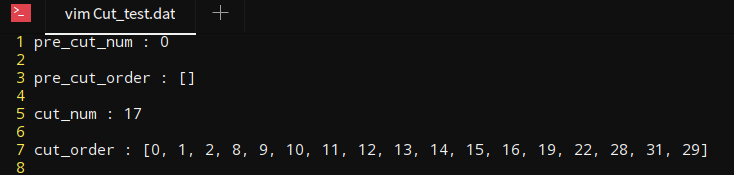 vim Cut_test.dat
1 pre_cut_num : 0
2
3 pre_cut_order : []
4
5 cut_num : 17
6
7 cut_order : [0, 1, 2, 8, 9, 10, 11, 12, 13, 14, 15, 16, 19, 22, 28, 31, 29]
8